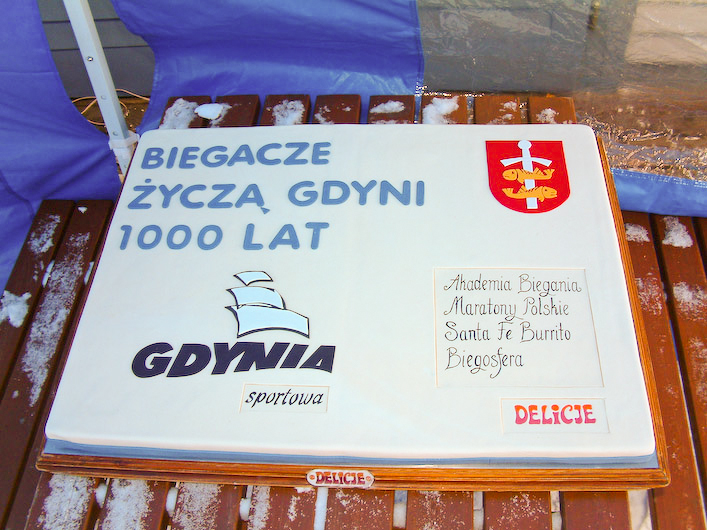 BIEGACZE
ŻYCZĄ GDYNI
1000 LAT
GDYNIA
sportowa
Akademia Biegania
Maratony Polskie
Santa Fe Burrito
Biegosfera
DELICJE
DELICJE